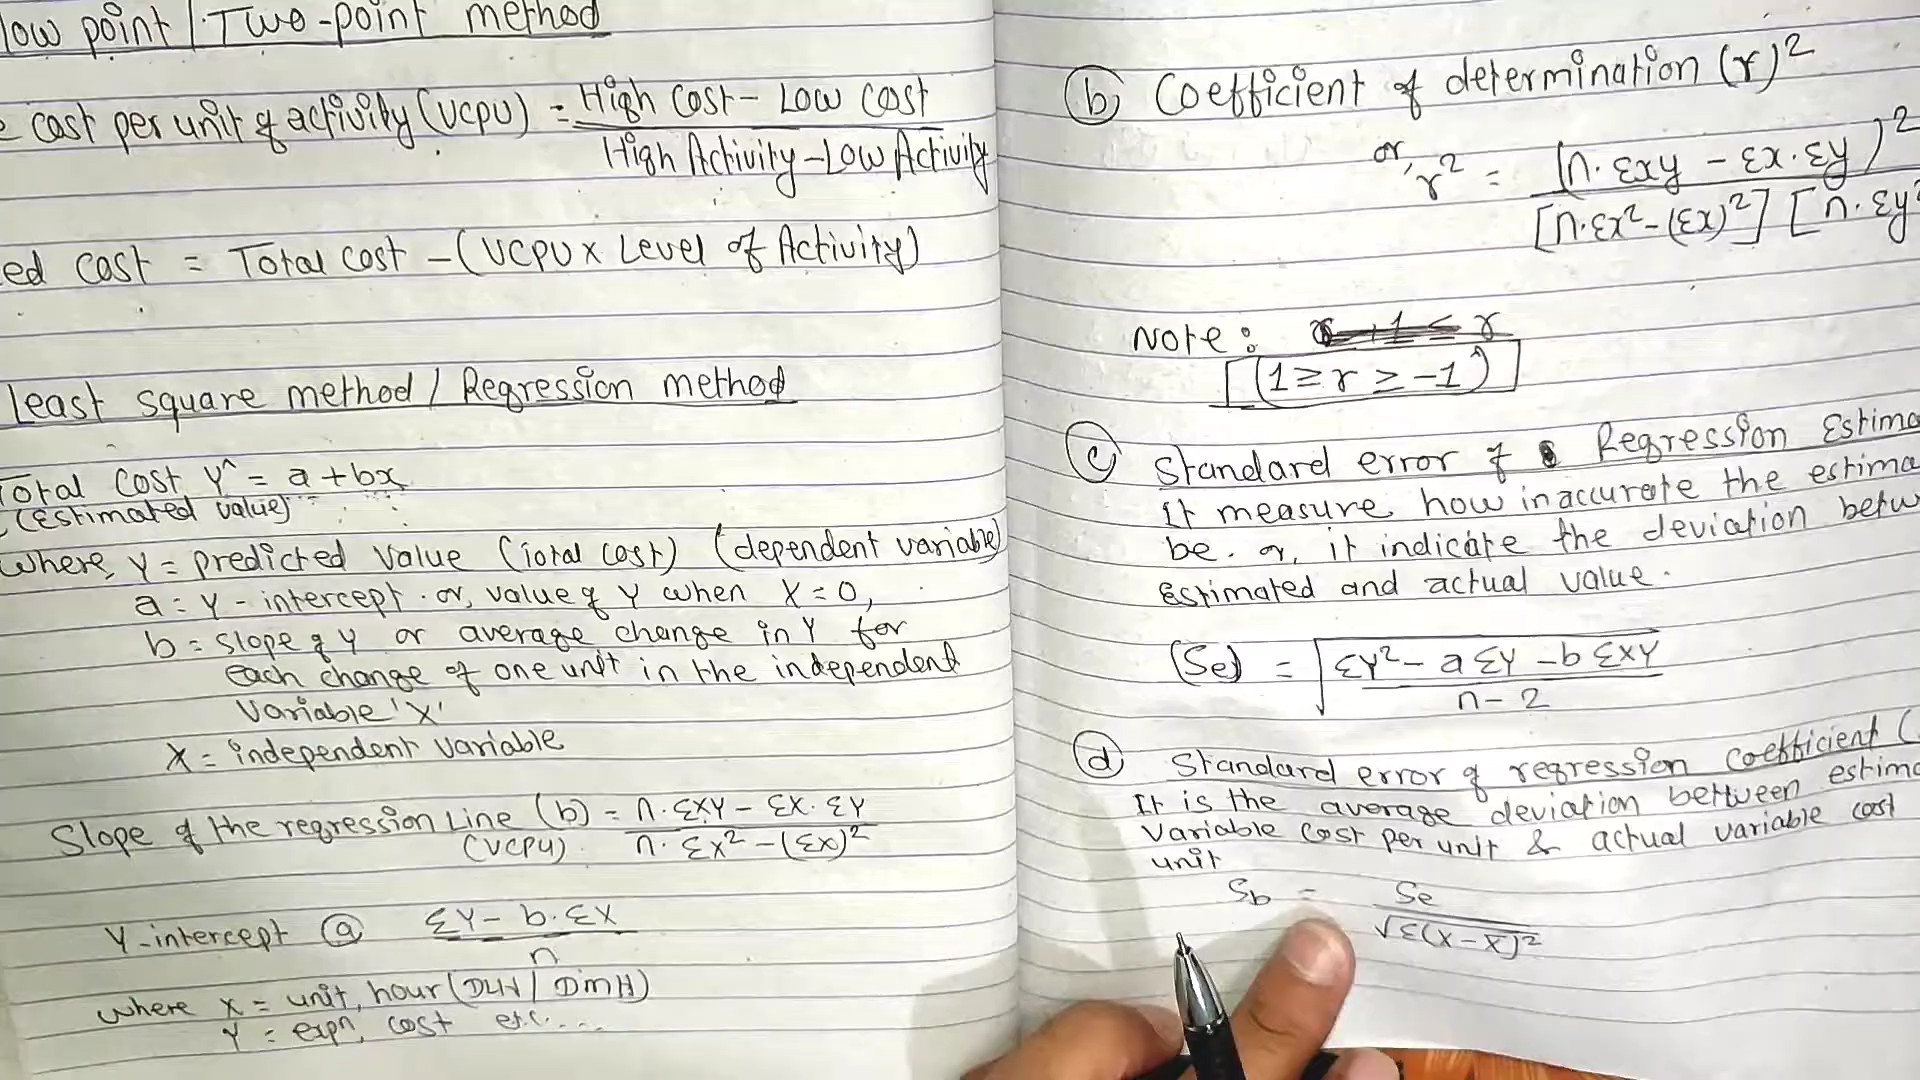 low point / Two-point method
cost per unit of activity (VCPU) = High Cost - Low Cost
High Activity - Low Activity
ed cost = Total cost - (VCPU x Level of Activity)
Least square method / Regression method
Total Cost Y^ = a + bx
(Estimated value)
where, Y = predicted value (Total cost) (dependent variable)
a = Y-intercept. or, value of Y when X = 0,
b = slope of Y or average change in Y for
each change of one unit in the independent
variable 'X'
X = independent variable
Slope of the regression Line (b) = n.ΣXY - ΣX.ΣY
(VCPU) n.ΣX² - (ΣX)²
Y-intercept (a) ΣY - b.ΣX
n
where X = unit, hour (DLH / DMH)
Y = expn, cost etc....
(b) Coefficient of determination (r)²
or, r² = (n.Σxy - Σx.Σy)²
[n.Σx² - (Σx)²] [n.Σy²
Note: r
[(1 ≥ r ≥ -1)]
(c) Standard error of Regression Estima
It measure how inaccurate the estima
be. or, it indicate the deviation betw
estimated and actual value.
(Se) = √ΣY² - aΣY - bΣXY
n - 2
(d) Standard error of regression coefficient (
It is the average deviation between estima
variable cost per unit & actual variable cost
unit
Sb = Se
√Σ(X - X̄)²